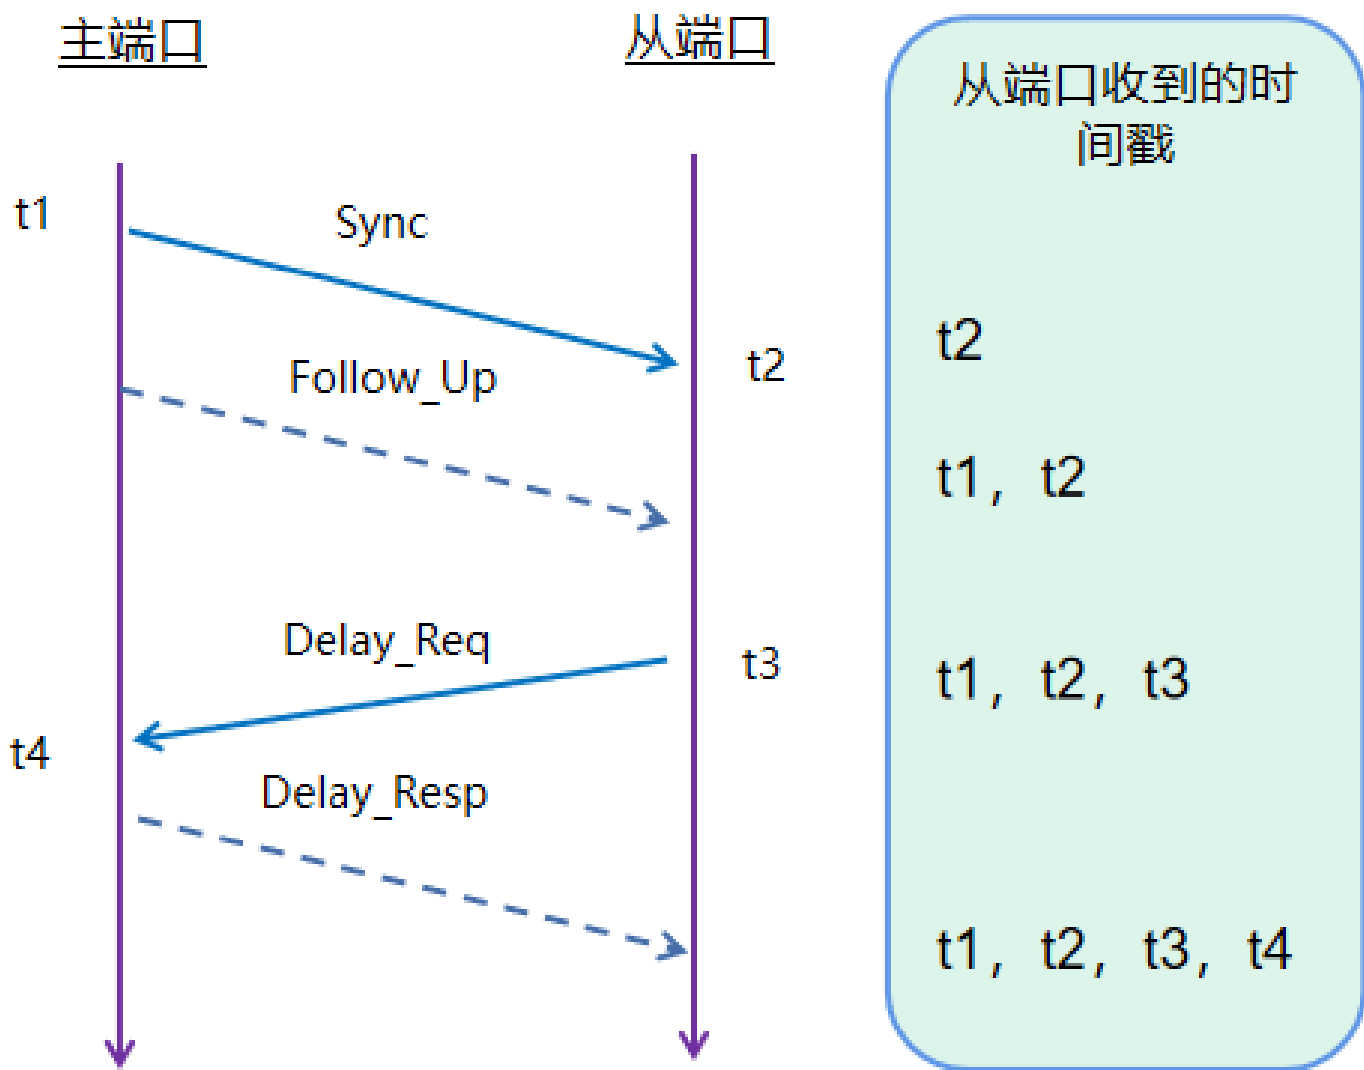 主端口
从端口
从端口收到的时
间戳
t1
Sync
t2
Follow_Up
t2
t1，t2
Delay_Req
t3
t1，t2，t3
t4
Delay_Resp
t1，t2，t3，t4